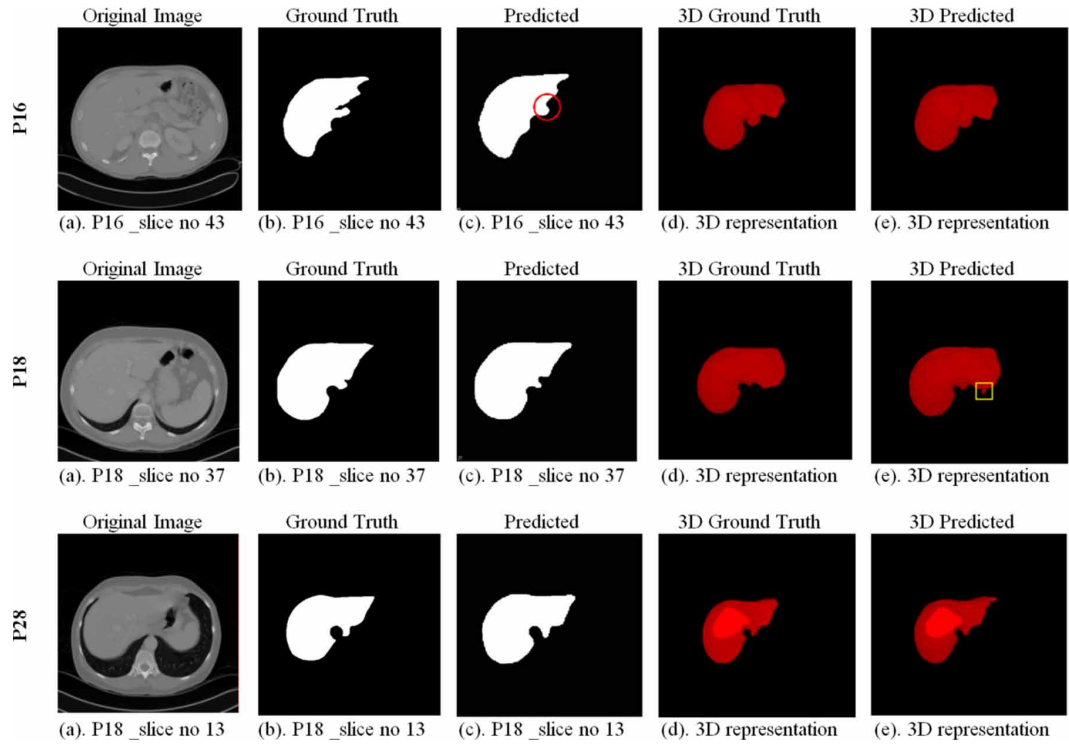 Original Image Ground Truth Predicted 3D Ground Truth 3D Predicted
P16
(a). P16 _slice no 43 (b). P16 _slice no 43 (c). P16 _slice no 43 (d). 3D representation (e). 3D representation
Original Image Ground Truth Predicted 3D Ground Truth 3D Predicted
P18
(a). P18 _slice no 37 (b). P18 _slice no 37 (c). P18 _slice no 37 (d). 3D representation (e). 3D representation
Original Image Ground Truth Predicted 3D Ground Truth 3D Predicted
P28
(a). P18 _slice no 13 (b). P18 _slice no 13 (c). P18 _slice no 13 (d). 3D representation (e). 3D representation